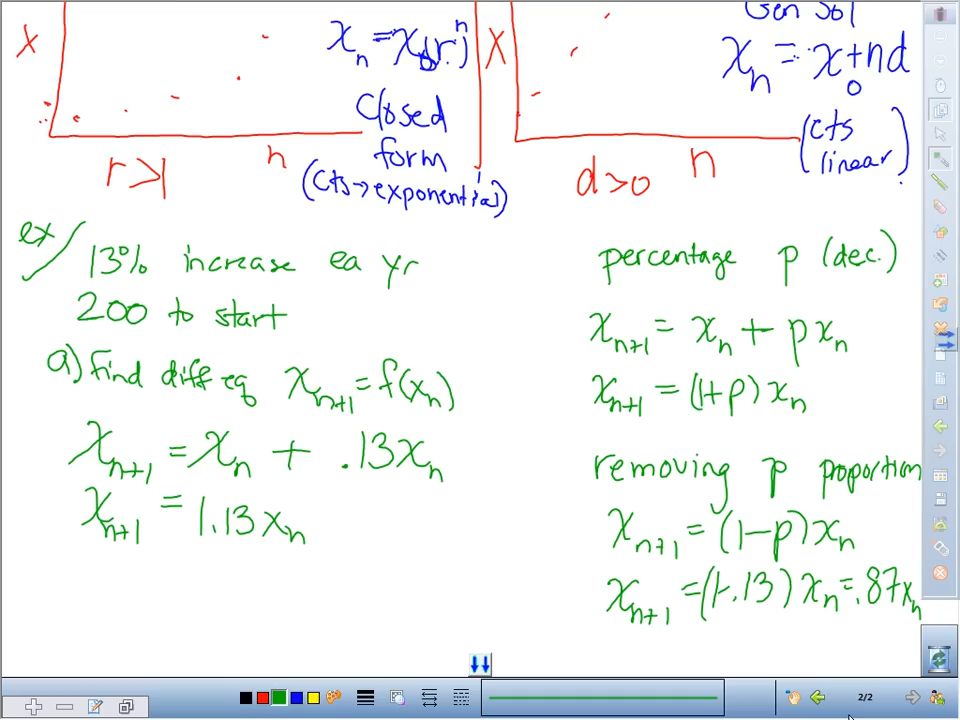 x
x_n = x_0(r)^n
Closed
form
(cts→exponential)
r>1
n
x
Gen Sol
x_n = x_0 + nd
(cts
linear)
d>0
n
ex/
13% increase ea yr
200 to start
a) Find diff eq x_{n+1} = f(x_n)
x_{n+1} = x_n + .13x_n
x_{n+1} = 1.13x_n
percentage p (dec.)
x_{n+1} = x_n + px_n
x_{n+1} = (1+p)x_n
removing p proportion
x_{n+1} = (1-p)x_n
x_{n+1} = (1-.13)x_n = .87x_n
2/2